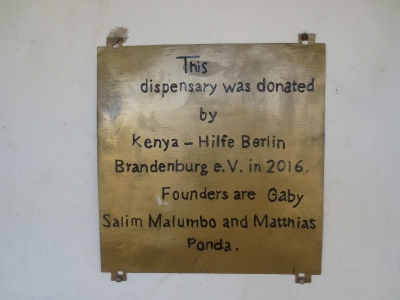 This
dispensary was donated
by
Kenya - Hilfe Berlin
Brandenburg e.V. in 2016.
Founders are Gaby
Salim Malumbo and Matthias
Ponda.